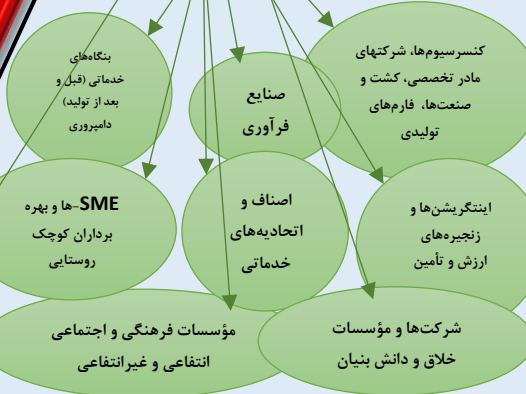 کنسرسیوم‌ها، شرکتهای
مادر تخصصی، کشت و
صنعت‌ها، فارم‌های
تولیدی
صنایع
فرآوری
بنگاه‌های
خدماتی (قبل و
بعد از تولید)
دامپروری
اینتگریشن‌ها و
زنجیره‌های
ارزش و تأمین
اصناف و
اتحادیه‌های
خدماتی
SME-ها و بهره
برداران کوچک
روستایی
شرکت‌ها و مؤسسات
خلاق و دانش بنیان
مؤسسات فرهنگی و اجتماعی
انتفاعی و غیرانتفاعی